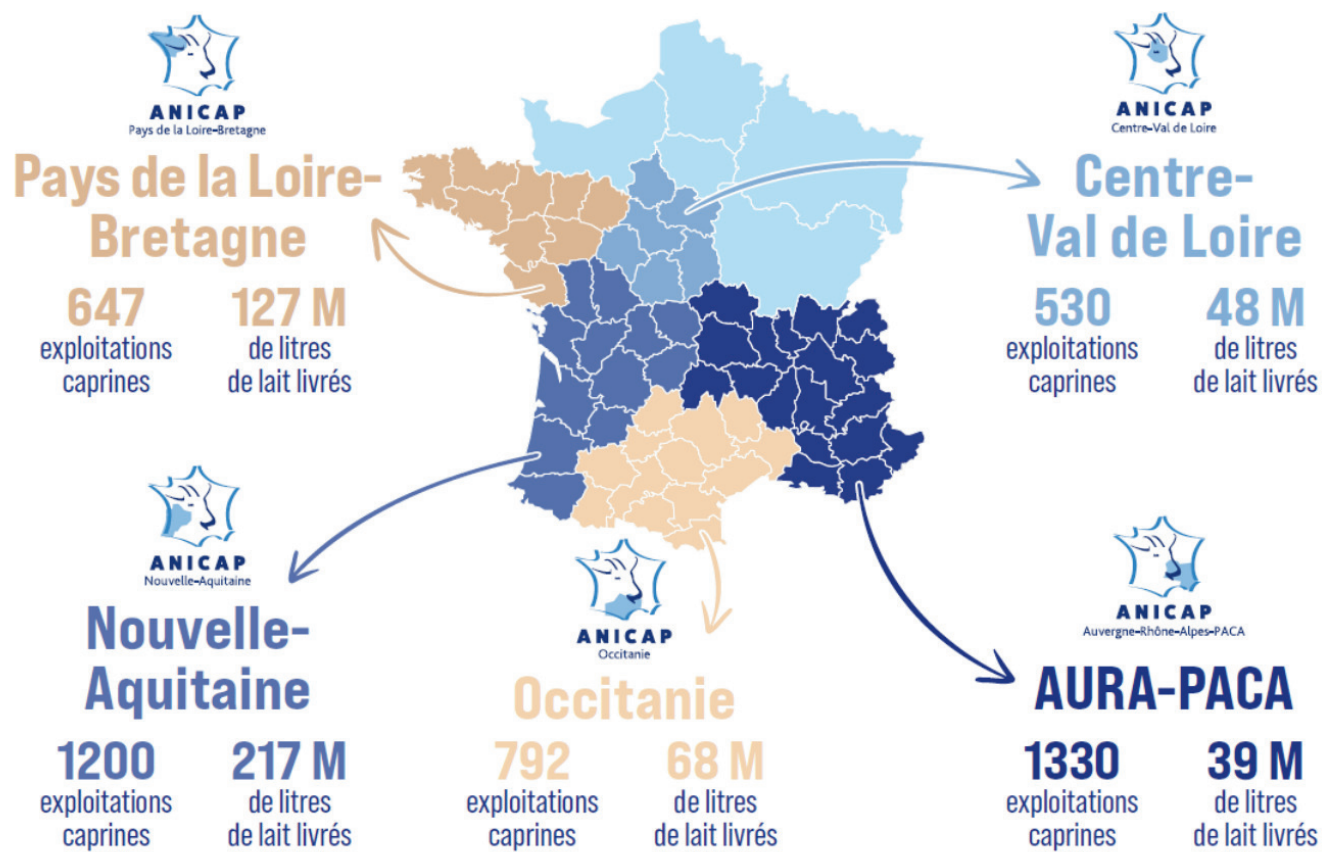 ANICAP
Pays de la Loire-Bretagne
Pays de la Loire-
Bretagne
647
exploitations
caprines
127 M
de litres
de lait livrés
ANICAP
Centre-Val de Loire
Centre-
Val de Loire
530
exploitations
caprines
48 M
de litres
de lait livrés
ANICAP
Nouvelle-Aquitaine
Nouvelle-
Aquitaine
1200
exploitations
caprines
217 M
de litres
de lait livrés
ANICAP
Occitanie
Occitanie
792
exploitations
caprines
68 M
de litres
de lait livrés
ANICAP
Auvergne-Rhône-Alpes-PACA
AURA-PACA
1330
exploitations
caprines
39 M
de litres
de lait livrés